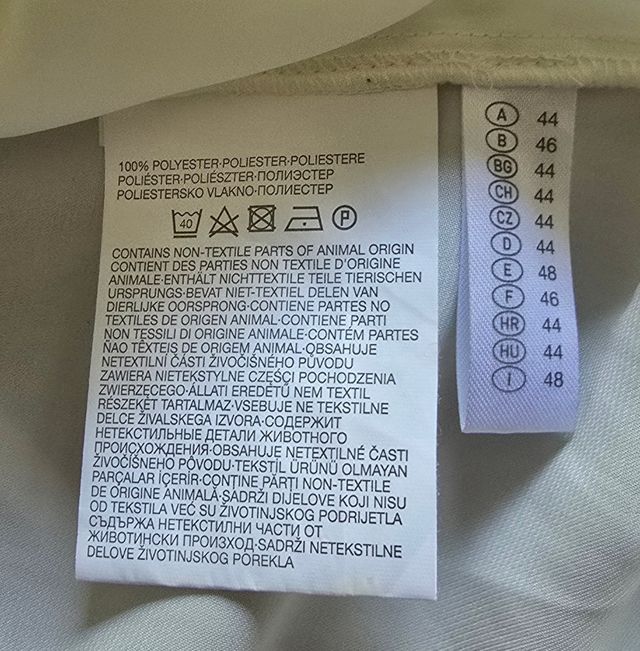 100% POLYESTER·POLIESTER·POLIESTERE
POLIÉSTER·POLIÉSZTER·ПОЛИЭСТЕР
POLIESTERSKO VLAKNO·ПОЛИЕСТЕР
40 P
CONTAINS NON-TEXTILE PARTS OF ANIMAL ORIGIN
CONTIENT DES PARTIES NON TEXTILE D'ORIGINE
ANIMALE·ENTHÄLT NICHTTEXTILE TEILE TIERISCHEN
URSPRUNGS·BEVAT NIET-TEXTIEL DELEN VAN
DIERLIJKE OORSPRONG·CONTIENE PARTES NO
TEXTILES DE ORIGEN ANIMAL·CONTIENE PARTI
NON TESSILI DI ORIGINE ANIMALE·CONTÉM PARTES
ÑAO TÊXTEIS DE ORIGEM ANIMAL·OBSAHUJE
NETEXTILNÍ ČÁSTI ŽIVOČIŠNÉHO PŮVODU
ZAWIERA NIETEKSTYLNE CZĘŚCI POCHODZENIA
ZWIERZĘCEGO·ÁLLATI EREDETŰ NEM TEXTIL
RÉSZEKÉT TARTALMAZ·VSEBUJE NE TEKSTILNE
DELCE ŽIVALSKEGA IZVORA·СОДЕРЖИТ
НЕТЕКСТИЛЬНЫЕ ДЕТАЛИ ЖИВОТНОГО
ПРОИСХОЖДЕНИЯ·OBSAHUJE NETEXTILNÉ ČASTI
ŽIVOČÍŠNEHO PÔVODU·TEKSTİL ÜRÜNÜ OLMAYAN
PARÇALAR İÇERİR·CONȚINE PĂRȚI NON-TEXTILE
DE ORIGINE ANIMALĂ·SADRŽI DIJELOVE KOJI NISU
OD TEKSTILA VEĆ SU ŽIVOTINJSKOG PODRIJETLA
СЪДЪРЖА НЕТЕКСТИЛНИ ЧАСТИ ОТ
ЖИВОТИНСКИ ПРОИЗХОД·SADRŽI NETEKSTILNE
DELOVE ŽIVOTINJSKOG POREKLA
A 44
B 46
BG 44
CH 44
CZ 44
D 44
E 48
F 46
HR 44
HU 44
I 48